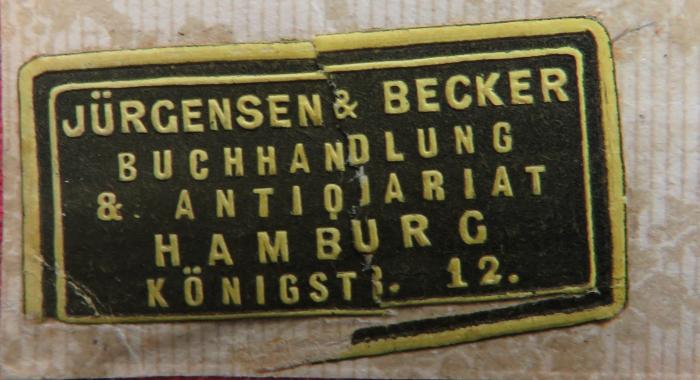 JÜRGENSEN & BECKER
BUCHHANDLUNG
& ANTIQUARIAT
HAMBURG
KÖNIGSTR. 12.